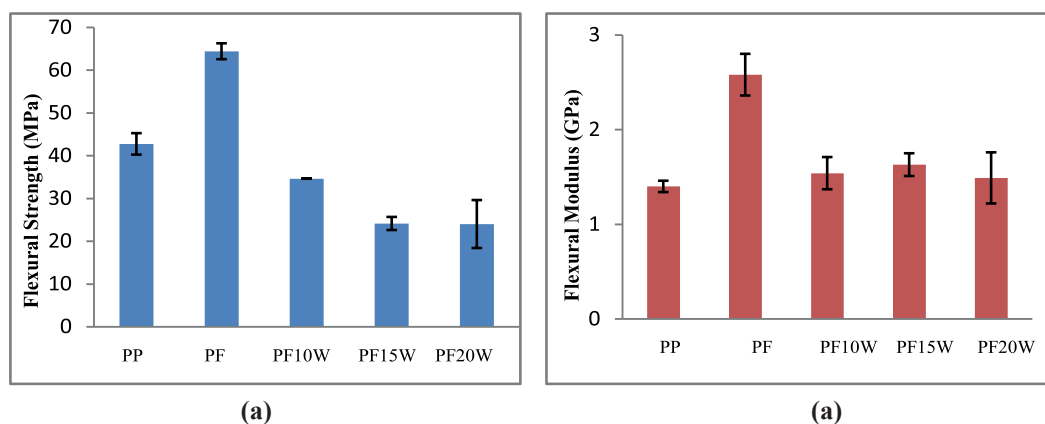 Flexural Strength (MPa)
70
60
50
40
30
20
10
0
PP PF PF10W PF15W PF20W
(a)
Flexural Modulus (GPa)
3
2
1
0
PP PF PF10W PF15W PF20W
(a)